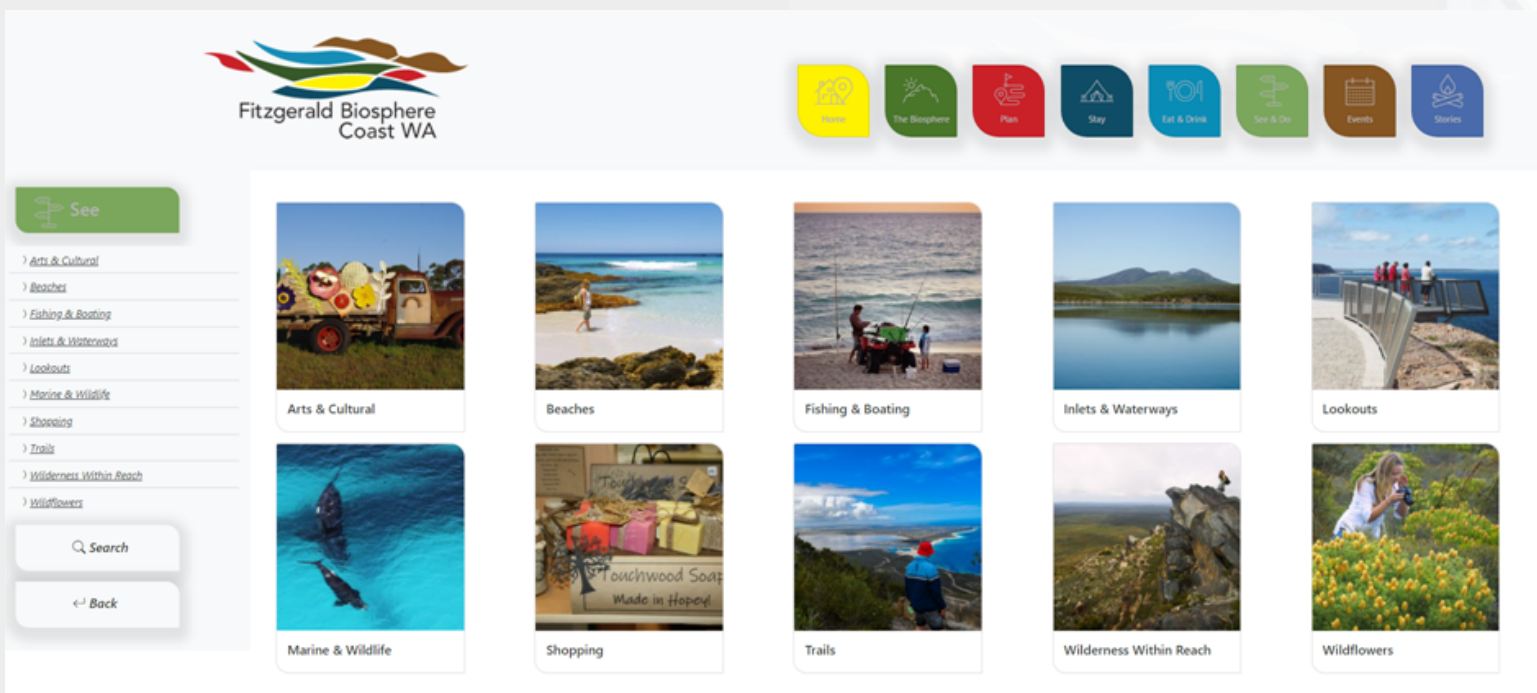 Fitzgerald Biosphere
Coast WA
Home
The Biosphere
Plan
Stay
Eat & Drink
See & Do
Events
Stories
See
Arts & Cultural
Beaches
Fishing & Boating
Inlets & Waterways
Lookouts
Marine & Wildlife
Shopping
Trails
Wilderness Within Reach
Wildflowers
Search
Back
Arts & Cultural
Beaches
Fishing & Boating
Inlets & Waterways
Lookouts
Touchwood S
Touchwood Soap
Made in Hopey!
Marine & Wildlife
Shopping
Trails
Wilderness Within Reach
Wildflowers